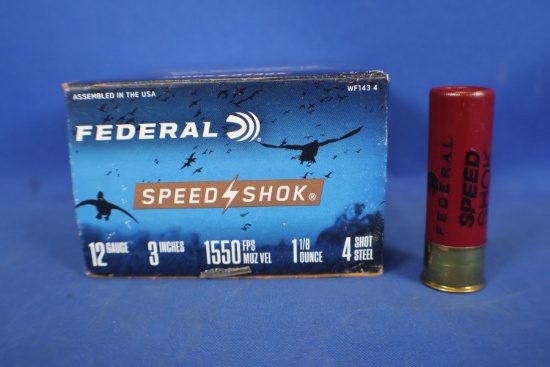 ASSEMBLED IN THE USA
WF143 4
FEDERAL
SPEED SHOK®
12 GAUGE
3 INCHES
1550 FPS MUZ VEL
1 1/8 OUNCE
4 SHOT STEEL
FEDERAL
SPEED
SHOK